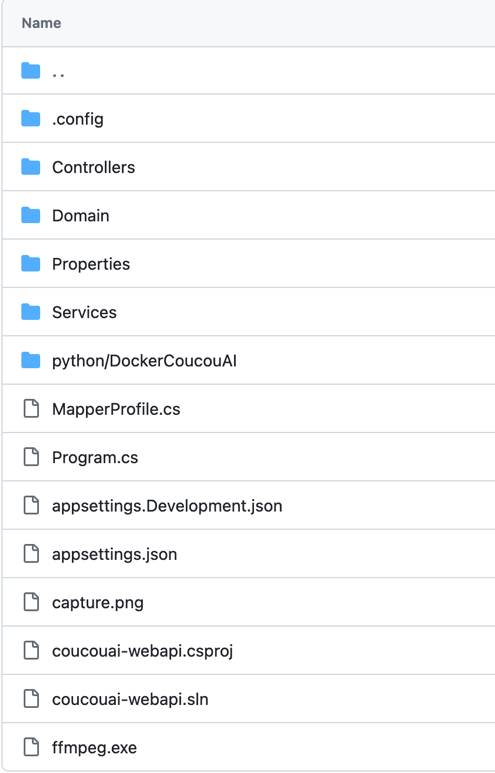 Name
..
.config
Controllers
Domain
Properties
Services
python/DockerCoucouAI
MapperProfile.cs
Program.cs
appsettings.Development.json
appsettings.json
capture.png
coucouai-webapi.csproj
coucouai-webapi.sln
ffmpeg.exe